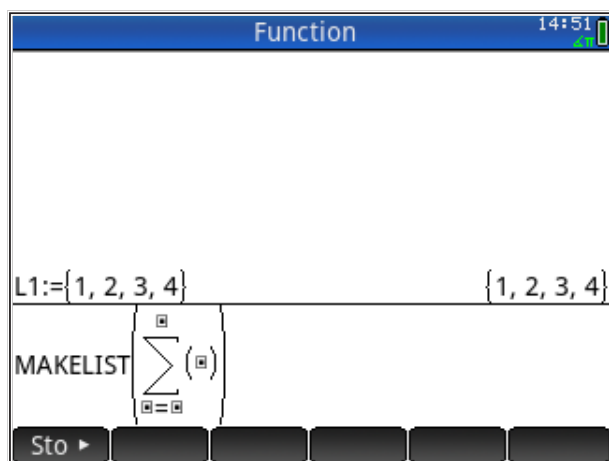 Function
14:51
∡π
L1:={1, 2, 3, 4}
{1, 2, 3, 4}
MAKELIST(∑(▣))
▣=▣
Sto ►